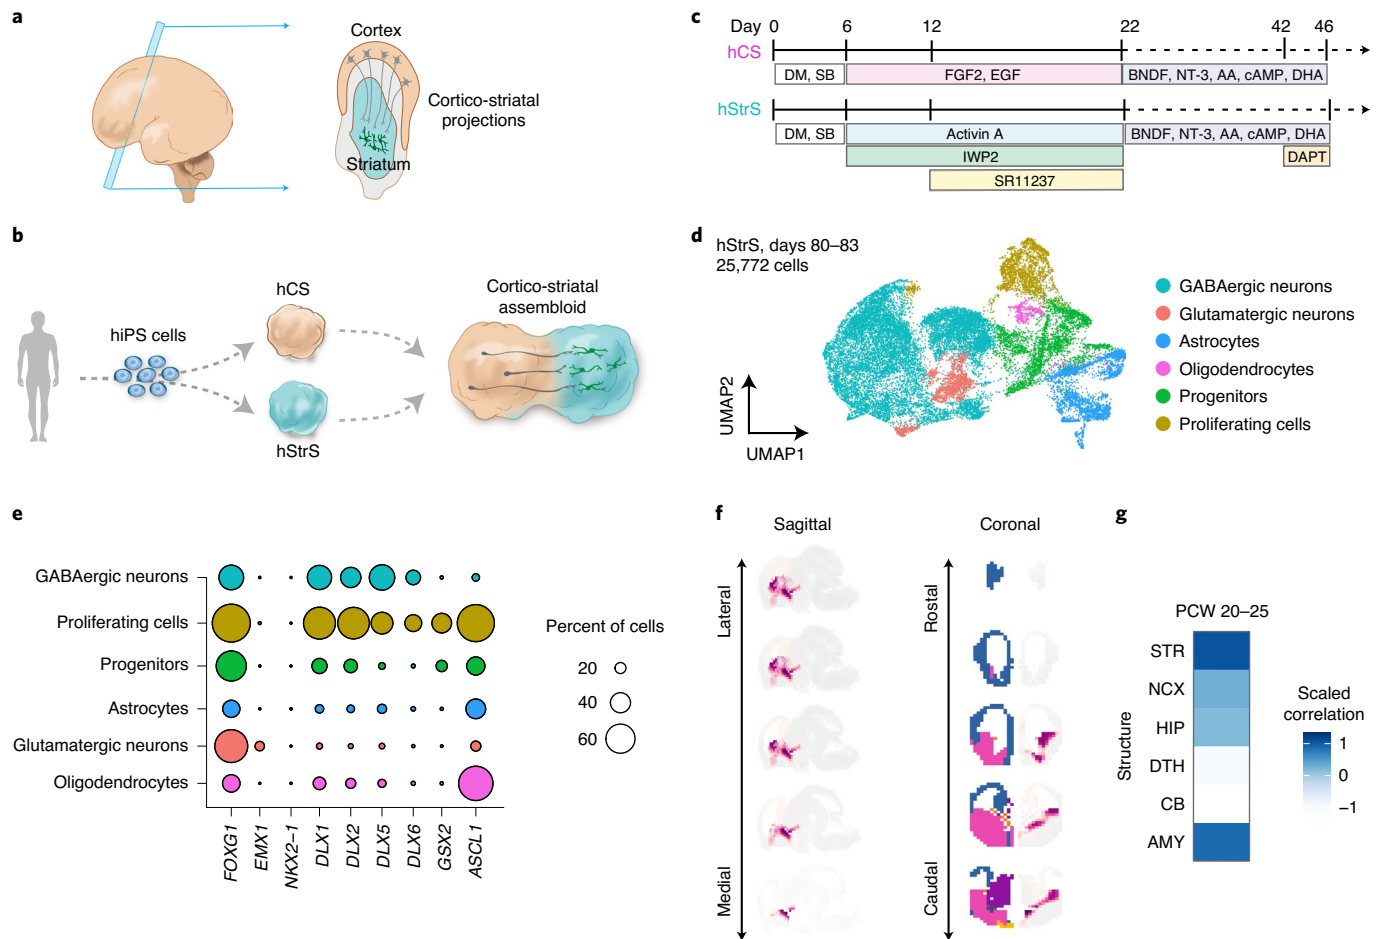 a
Cortex
Cortico-striatal
projections
Striatum
b
hiPS cells
hCS
hStrS
Cortico-striatal
assembloid
c
Day 0 6 12 22 42 46
hCS
DM, SB FGF2, EGF BNDF, NT-3, AA, cAMP, DHA
hStrS
DM, SB Activin A BNDF, NT-3, AA, cAMP, DHA
IWP2 DAPT
SR11237
d
hStrS, days 80–83
25,772 cells
UMAP2
UMAP1
GABAergic neurons
Glutamatergic neurons
Astrocytes
Oligodendrocytes
Progenitors
Proliferating cells
e
GABAergic neurons
Proliferating cells
Progenitors
Astrocytes
Glutamatergic neurons
Oligodendrocytes
FOXG1 EMX1 NKX2-1 DLX1 DLX2 DLX5 DLX6 GSX2 ASCL1
Percent of cells
20
40
60
f
Sagittal
Lateral
Medial
Coronal
Rostal
Caudal
g
PCW 20–25
Structure
STR
NCX
HIP
DTH
CB
AMY
Scaled
correlation
1
0
−1